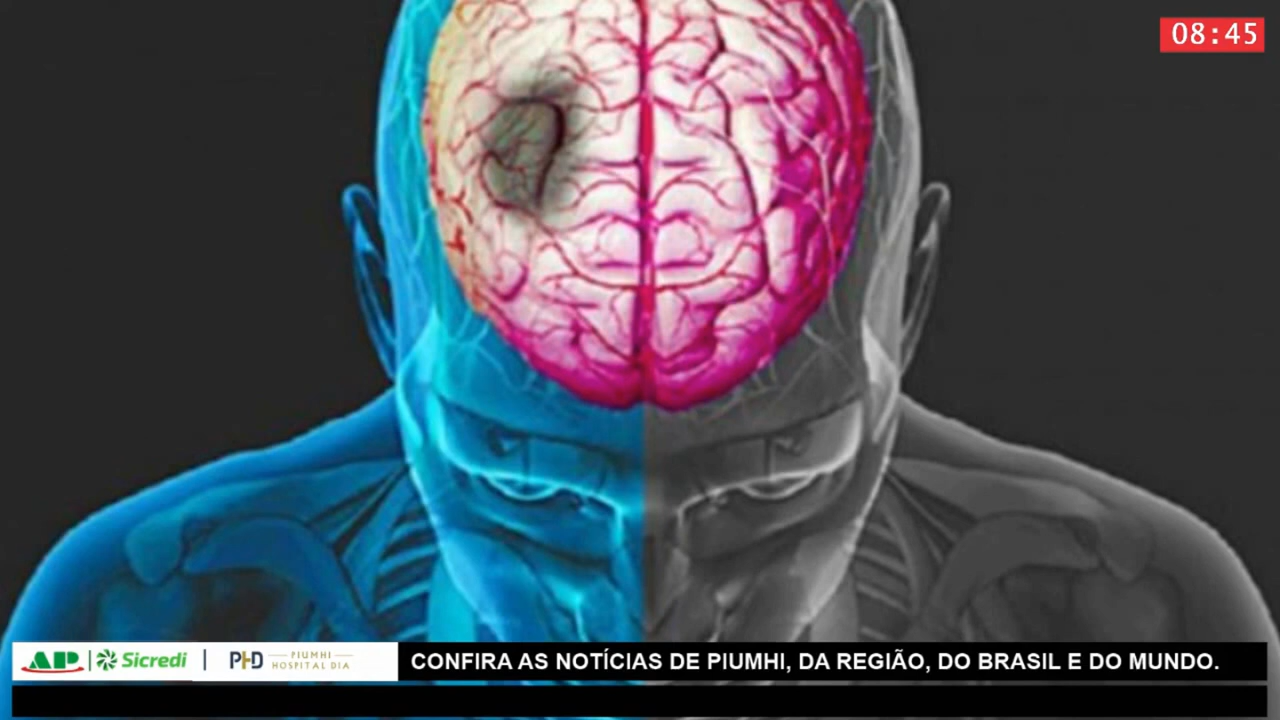 08:45
AP | Sicredi | PHD PIUMHI HOSPITAL DIA
CONFIRA AS NOTÍCIAS DE PIUMHI, DA REGIÃO, DO BRASIL E DO MUNDO.